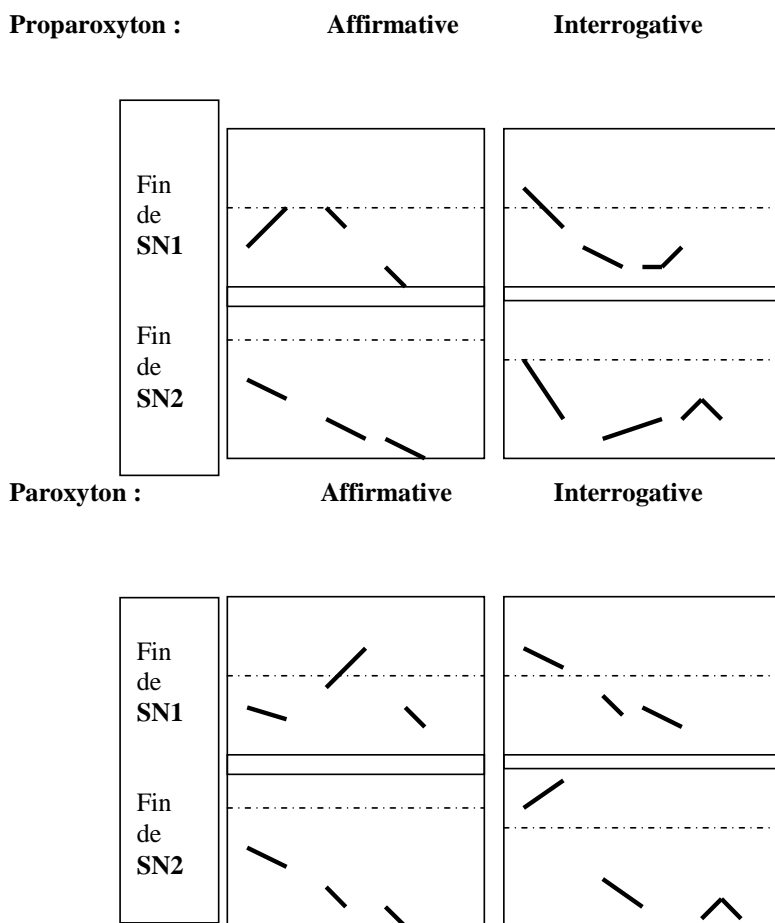 Proparoxyton : Affirmative Interrogative
Fin
de
SN1
Fin
de
SN2
Paroxyton : Affirmative Interrogative
Fin
de
SN1
Fin
de
SN2